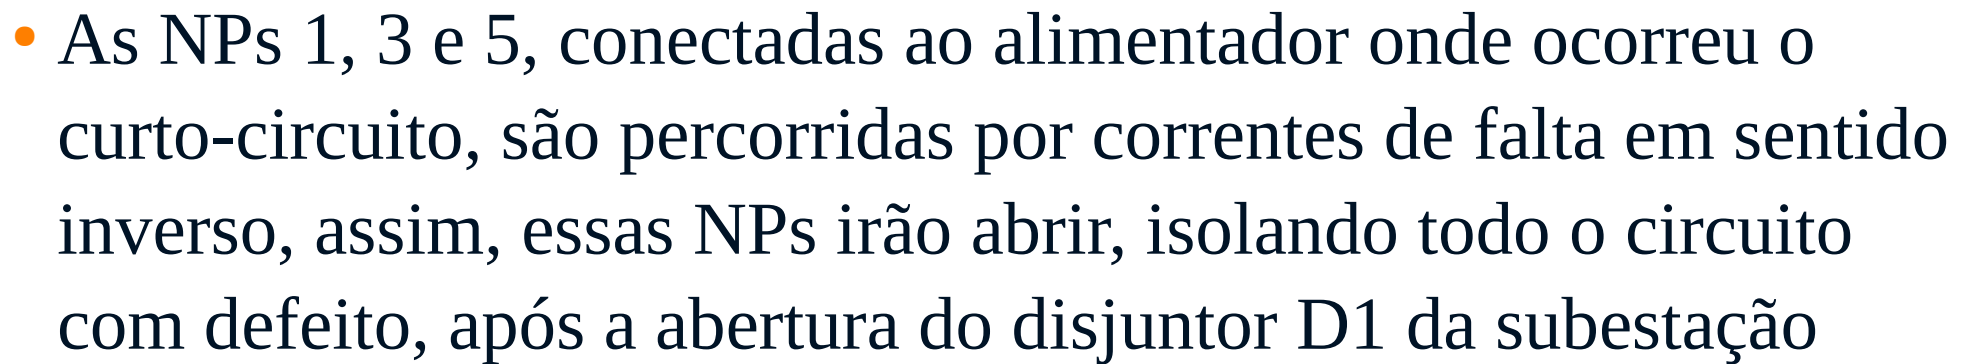 • As NPs 1, 3 e 5, conectadas ao alimentador onde ocorreu o
curto-circuito, são percorridas por correntes de falta em sentido
inverso, assim, essas NPs irão abrir, isolando todo o circuito
com defeito, após a abertura do disjuntor D1 da subestação